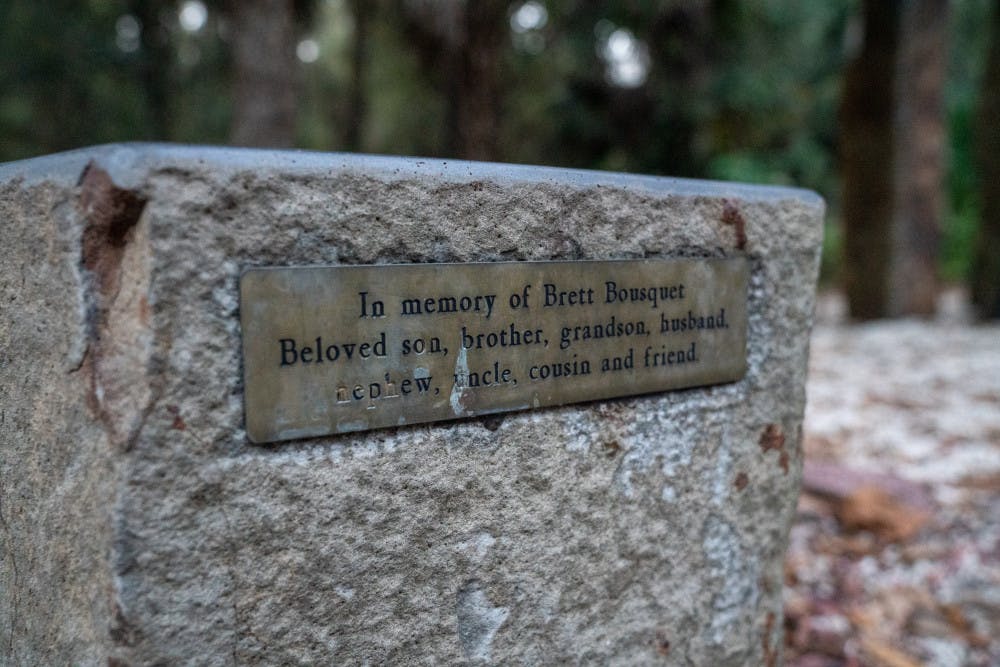 In memory of Brett Bousquet
Beloved son, brother, grandson, husband,
nephew, uncle, cousin and friend.